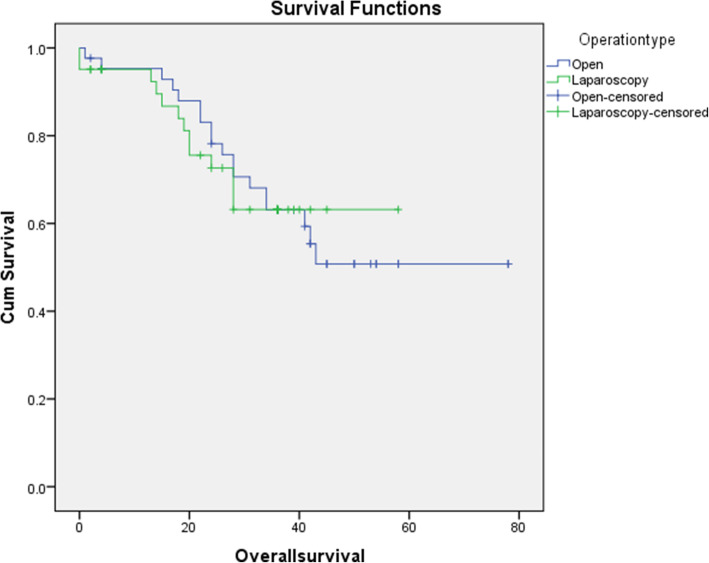 Survival Functions
Operationtype
Open
Laparoscopy
Open-censored
Laparoscopy-censored
Cum Survival
1.0
0.8
0.6
0.4
0.2
0.0
0
20
40
60
80
Overallsurvival